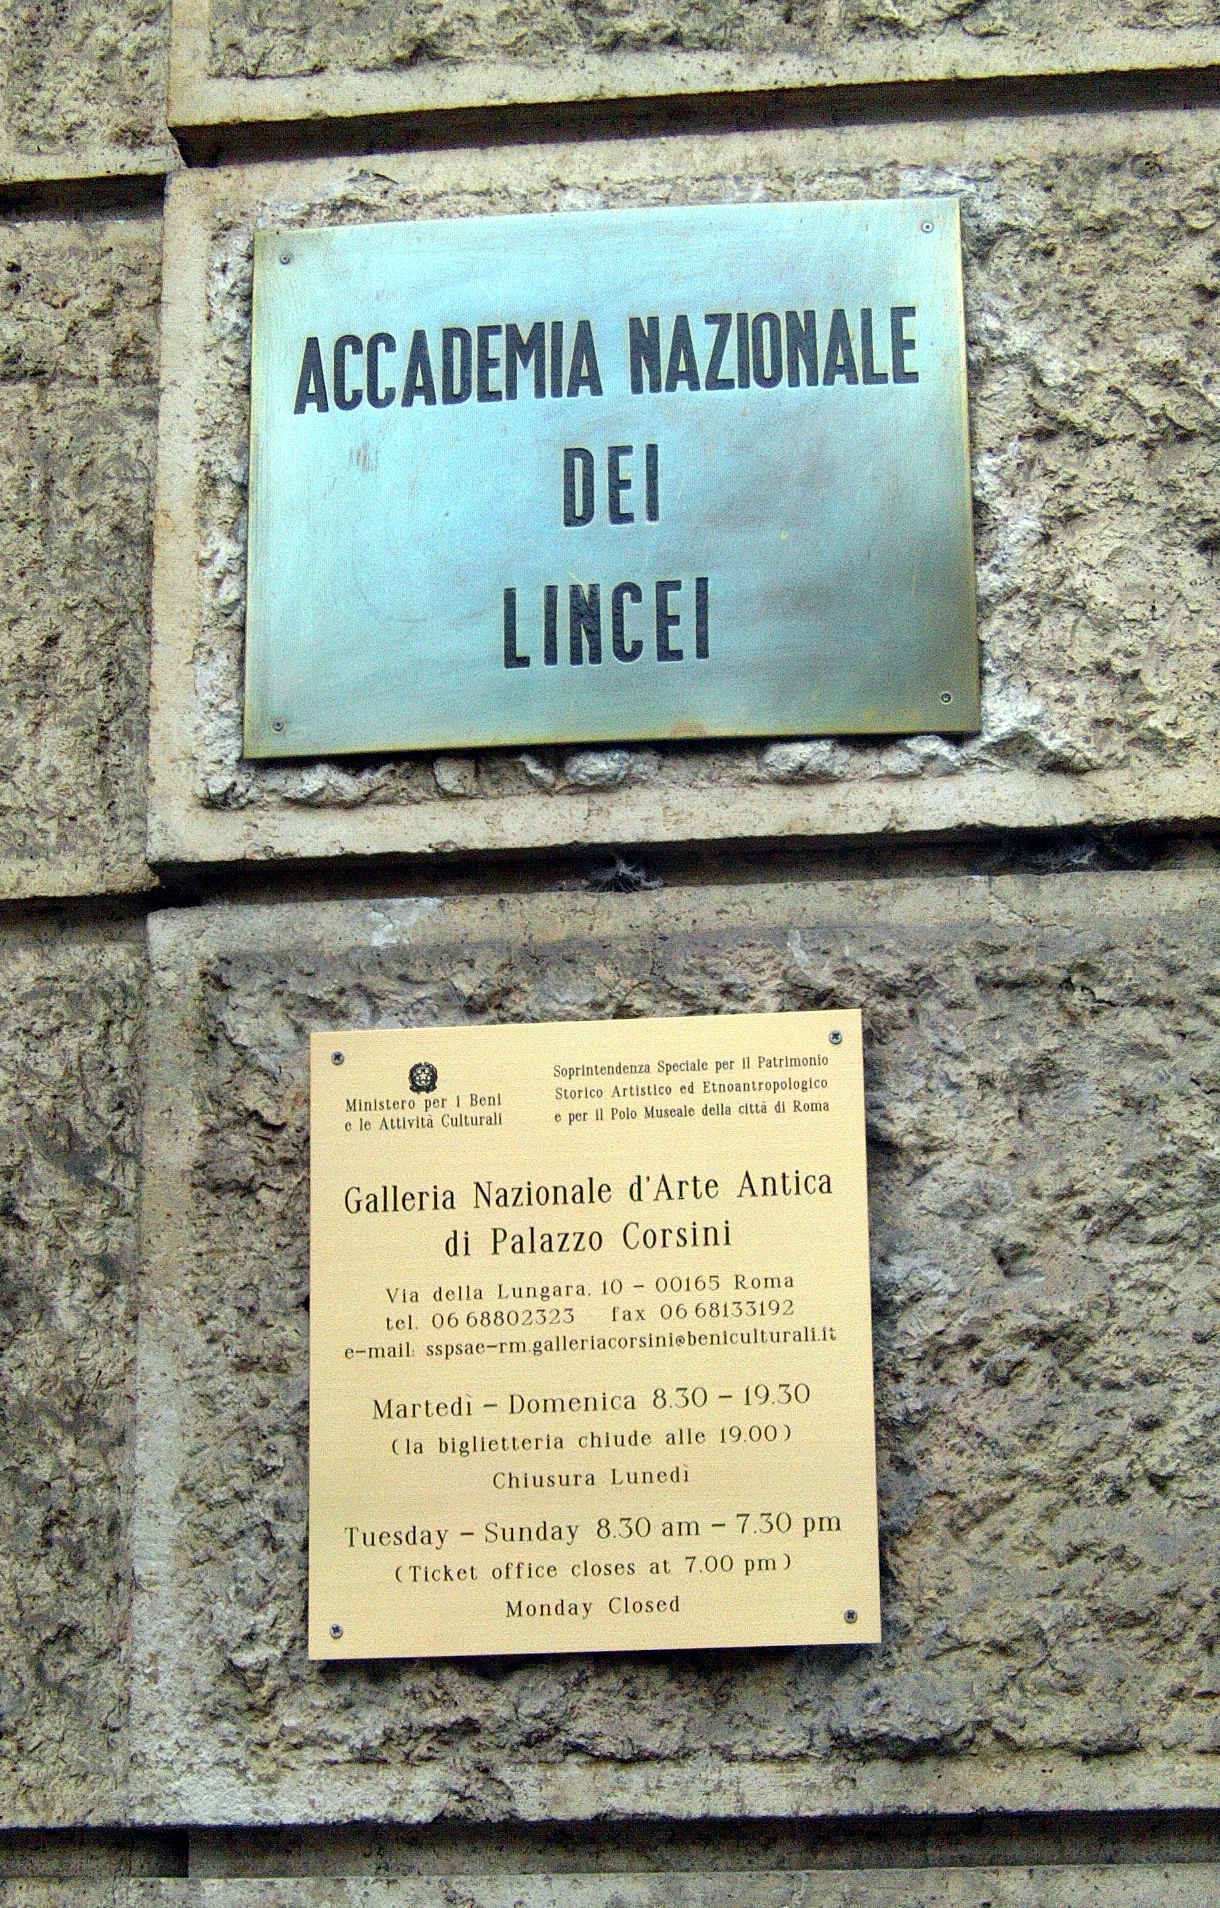 ACCADEMIA NAZIONALE
DEI
LINCEI
Ministero per i Beni
e le Attività Culturali
Soprintendenza Speciale per il Patrimonio
Storico Artistico ed Etnoantropologico
e per il Polo Museale della città di Roma
Galleria Nazionale d'Arte Antica
di Palazzo Corsini
Via della Lungara, 10 - 00165 Roma
tel. 06 68802323 fax 06 68133192
e-mail: sspsae-rm.galleriacorsini@beniculturali.it
Martedì - Domenica 8.30 - 19.30
(la biglietteria chiude alle 19.00)
Chiusura Lunedì
Tuesday - Sunday 8.30 am - 7.30 pm
(Ticket office closes at 7.00 pm)
Monday Closed